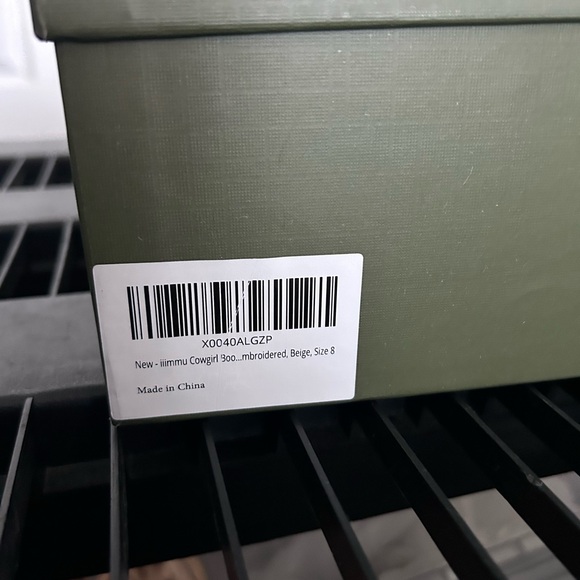 X0040ALGZP
New - iiimmu Cowgirl Boo...mbroidered, Beige, Size 8
Made in China